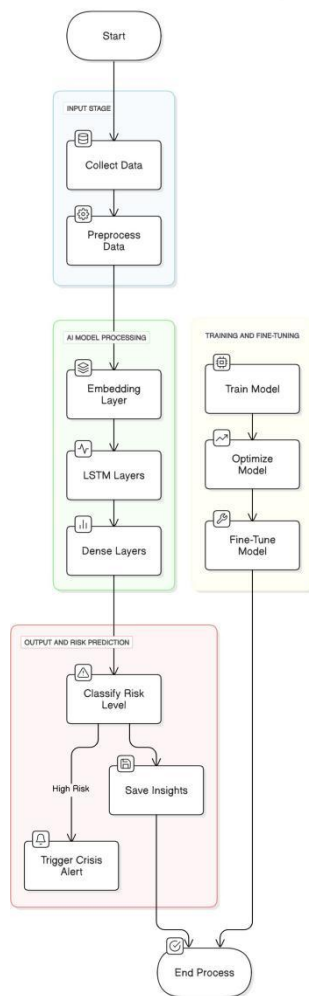 Start
INPUT STAGE
Collect Data
Preprocess
Data
AI MODEL PROCESSING
Embedding
Layer
LSTM Layers
Dense Layers
TRAINING AND FINE-TUNING
Train Model
Optimize
Model
Fine-Tune
Model
OUTPUT AND RISK PREDICTION
Classify Risk
Level
High Risk
Save Insights
Trigger Crisis
Alert
End Process